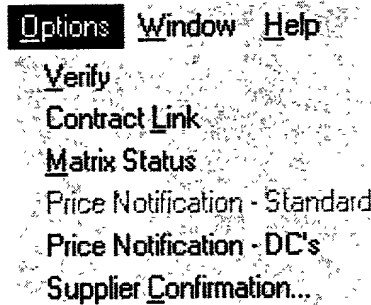 Options Window Help
Verify
Contract Link
Matrix Status
Price Notification - Standard
Price Notification - DC's
Supplier Confirmation...